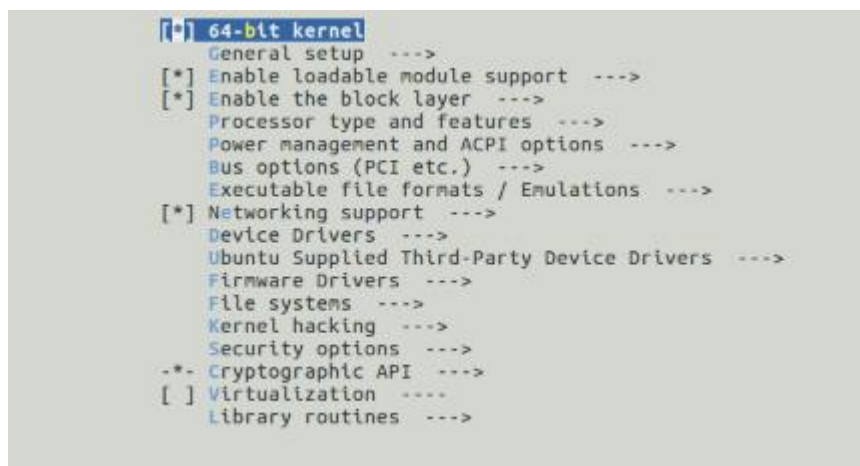 [*] 64-bit kernel
General setup --->
[*] Enable loadable module support --->
[*] Enable the block layer --->
Processor type and features --->
Power management and ACPI options --->
Bus options (PCI etc.) --->
Executable file formats / Emulations --->
[*] Networking support --->
Device Drivers --->
Ubuntu Supplied Third-Party Device Drivers --->
Firmware Drivers --->
File systems --->
Kernel hacking --->
Security options --->
-*- Cryptographic API --->
[ ] Virtualization ----
Library routines --->